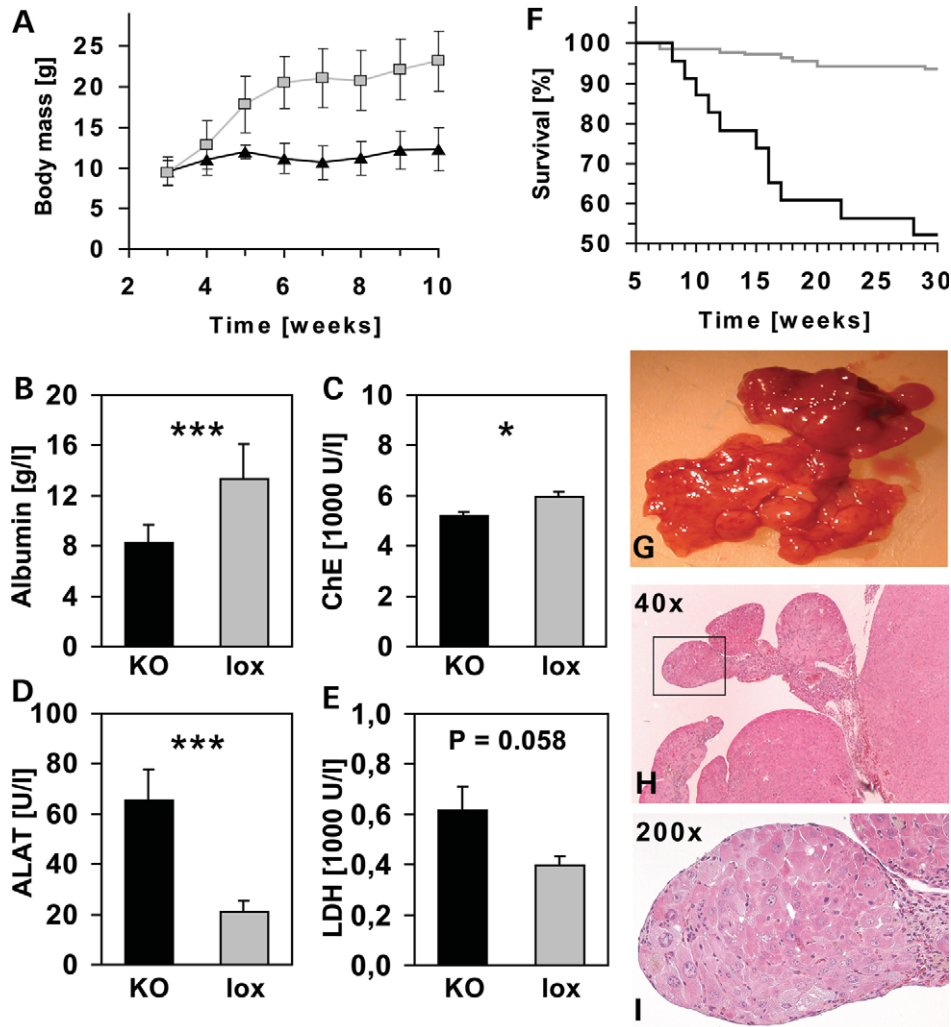 A
Body mass [g]
25
20
15
10
5
0
2 4 6 8 10
Time [weeks]
F
Survival [%]
100
90
80
70
60
50
5 10 15 20 25 30
Time [weeks]
B
Albumin [g/l]
20
16
12
8
4
0
***
KO lox
C
ChE [1000 U/l]
10
8
6
4
2
0
*
KO lox
D
ALAT [U/l]
100
80
60
40
20
0
***
KO lox
E
LDH [1000 U/l]
1,0
0,8
0,6
0,4
0,2
0,0
P = 0.058
KO lox
G
40x
H
200x
I